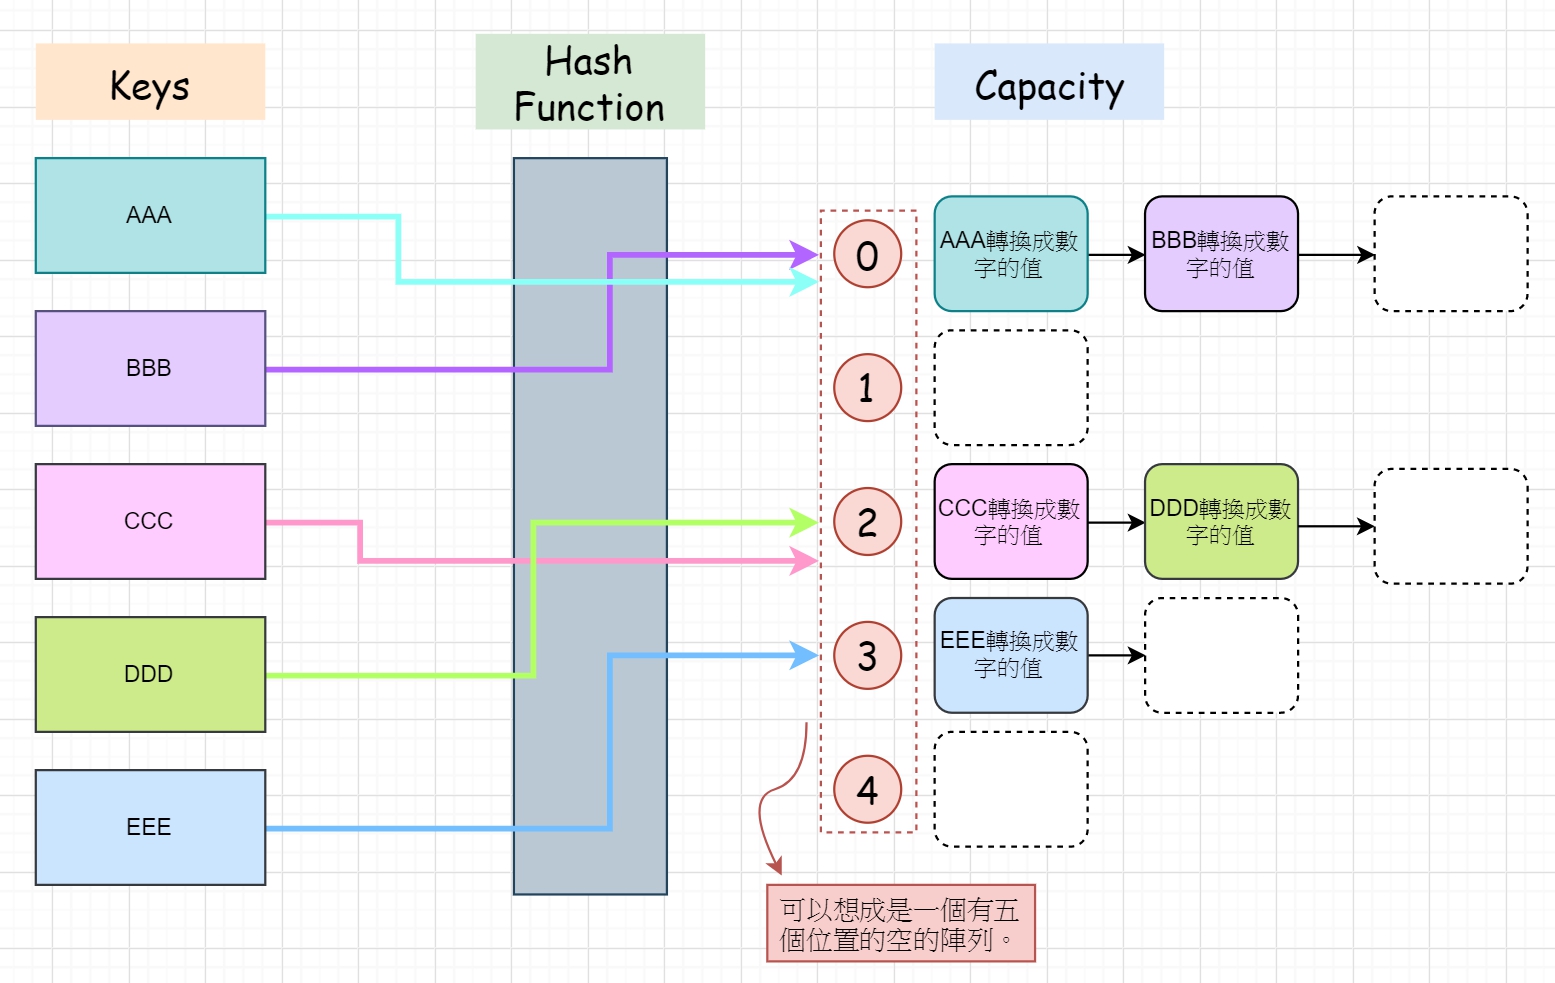 Keys
Hash
Function
Capacity
AAA
BBB
CCC
DDD
EEE
0
1
2
3
4
AAA轉換成數
字的值
BBB轉換成數
字的值
CCC轉換成數
字的值
DDD轉換成數
字的值
EEE轉換成數
字的值
可以想成是一個有五
個位置的空的陣列。